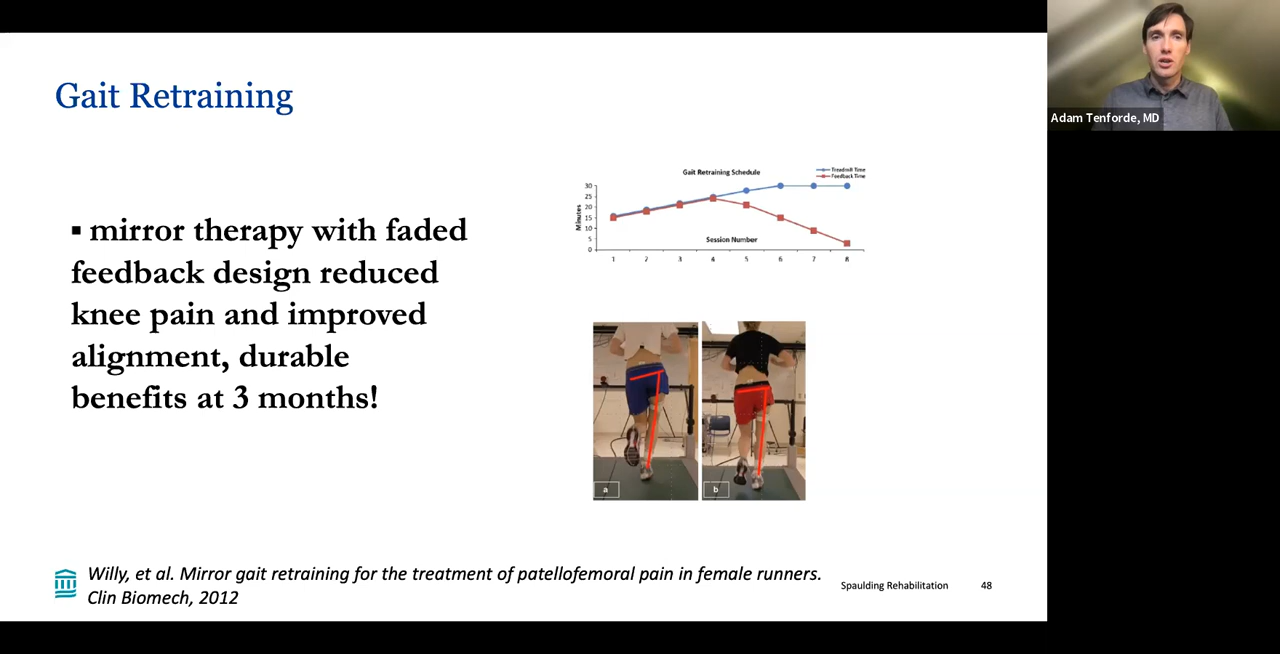 Gait Retraining
▪ mirror therapy with faded
feedback design reduced
knee pain and improved
alignment, durable
benefits at 3 months!
Gait Retraining Schedule
Treadmill Time
Feedback Time
Minutes
30
25
20
15
10
5
0
Session Number
1 2 3 4 5 6 7 8
a
b
Willy, et al. Mirror gait retraining for the treatment of patellofemoral pain in female runners.
Clin Biomech, 2012
Spaulding Rehabilitation 48
Adam Tenforde, MD